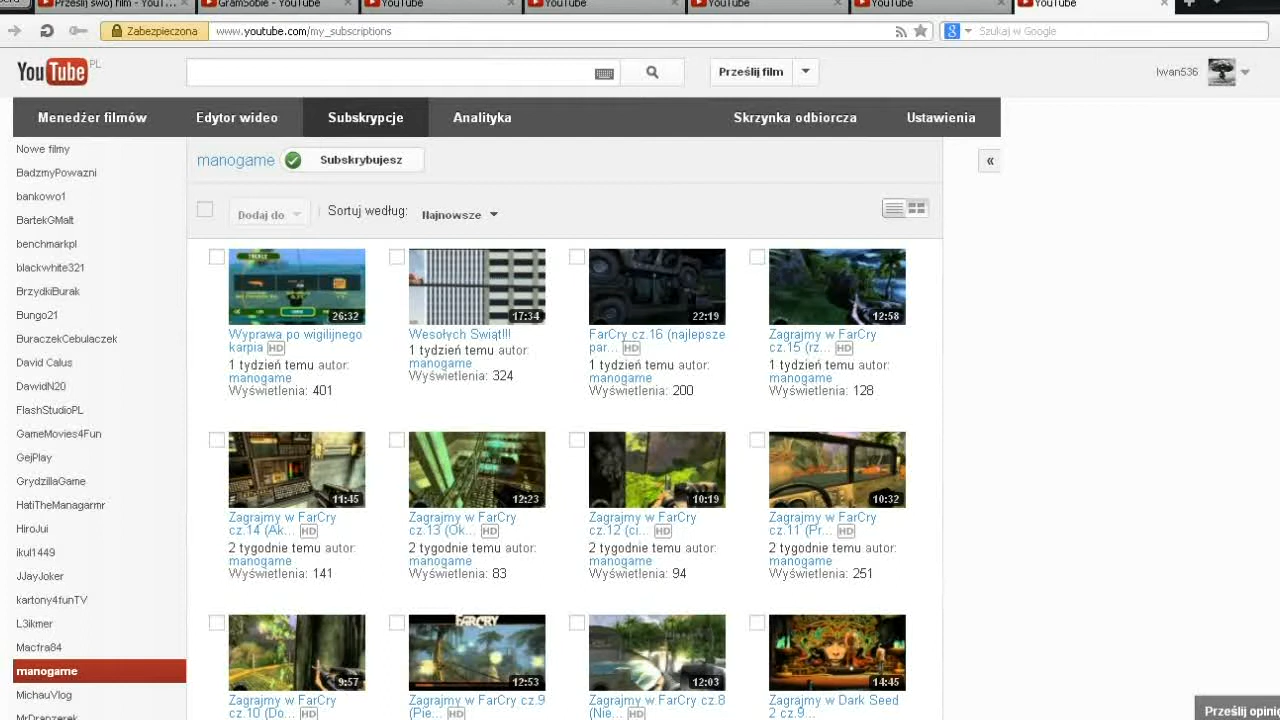 Prześlij swój film - YouT...
GramSobie - YouTube
YouTube
YouTube
YouTube
YouTube
YouTube
Zabezpieczona
www.youtube.com/my_subscriptions
Szukaj w Google
YouTube PL
Prześlij film
Iwan536
Menedżer filmów
Edytor wideo
Subskrypcje
Analityka
Skrzynka odbiorcza
Ustawienia
Nowe filmy
BadzmyPowazni
bankowo1
BartekGMalt
benchmarkpl
blackwhite321
BrzydkiBurak
Bungo21
BuraczekCebulaczek
David Calus
DawidN20
FlashStudioPL
GameMovies4Fun
GejPlay
GrydzillaGame
HatiTheManagarmr
HiroJui
ikul1449
JJayJoker
kartony4funTV
L3ikmer
Macfra84
manogame
MichauVlog
MrDranzerek
manogame
Subskrybujesz
«
Dodaj do
Sortuj według:
Najnowsze
26:32
Wyprawa po wigilijnego
karpia HD
1 tydzień temu autor:
manogame
Wyświetlenia: 401
17:34
Wesołych Swiąt!!!
1 tydzień temu autor:
manogame
Wyświetlenia: 324
22:19
FarCry cz.16 (najlepsze
par... HD
1 tydzień temu autor:
manogame
Wyświetlenia: 200
12:58
Zagrajmy w FarCry
cz.15 (rz... HD
1 tydzień temu autor:
manogame
Wyświetlenia: 128
11:45
Zagrajmy w FarCry
cz.14 (Ak... HD
2 tygodnie temu autor:
manogame
Wyświetlenia: 141
12:23
Zagrajmy w FarCry
cz.13 (Ok... HD
2 tygodnie temu autor:
manogame
Wyświetlenia: 83
10:19
Zagrajmy w FarCry
cz.12 (ci... HD
2 tygodnie temu autor:
manogame
Wyświetlenia: 94
10:32
Zagrajmy w FarCry
cz.11 (Pr... HD
2 tygodnie temu autor:
manogame
Wyświetlenia: 251
9:57
Zagrajmy w FarCry
cz.10 (Do... HD
FARCRY
12:53
Zagrajmy w FarCry cz.9
(Pie... HD
12:03
Zagrajmy w FarCry cz.8
(Nie... HD
14:45
Zagrajmy w Dark Seed
2 cz.9...
Prześlij opinię